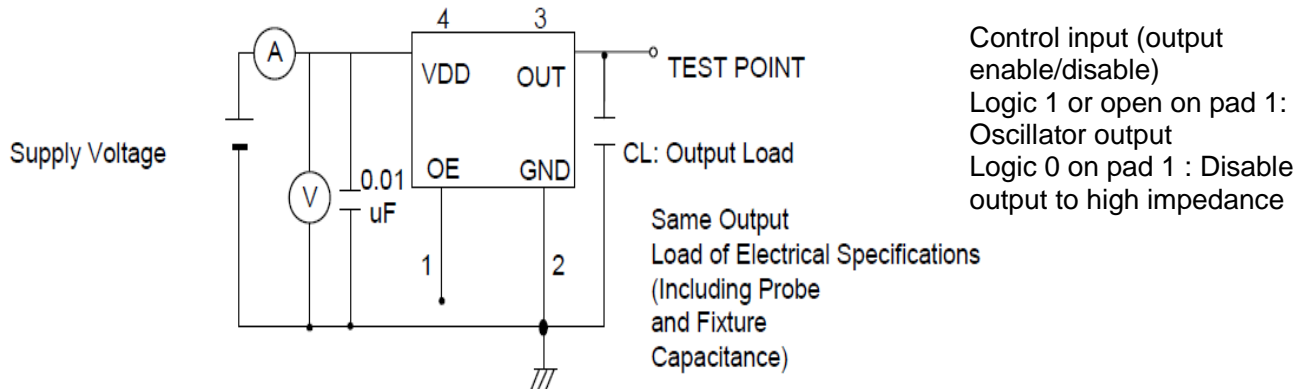 4
3
A
VDD
OUT
TEST POINT
Supply Voltage
CL: Output Load
V
0.01
uF
OE
GND
1
2
Same Output
Load of Electrical Specifications
(Including Probe
and Fixture
Capacitance)
Control input (output
enable/disable)
Logic 1 or open on pad 1:
Oscillator output
Logic 0 on pad 1 : Disable
output to high impedance